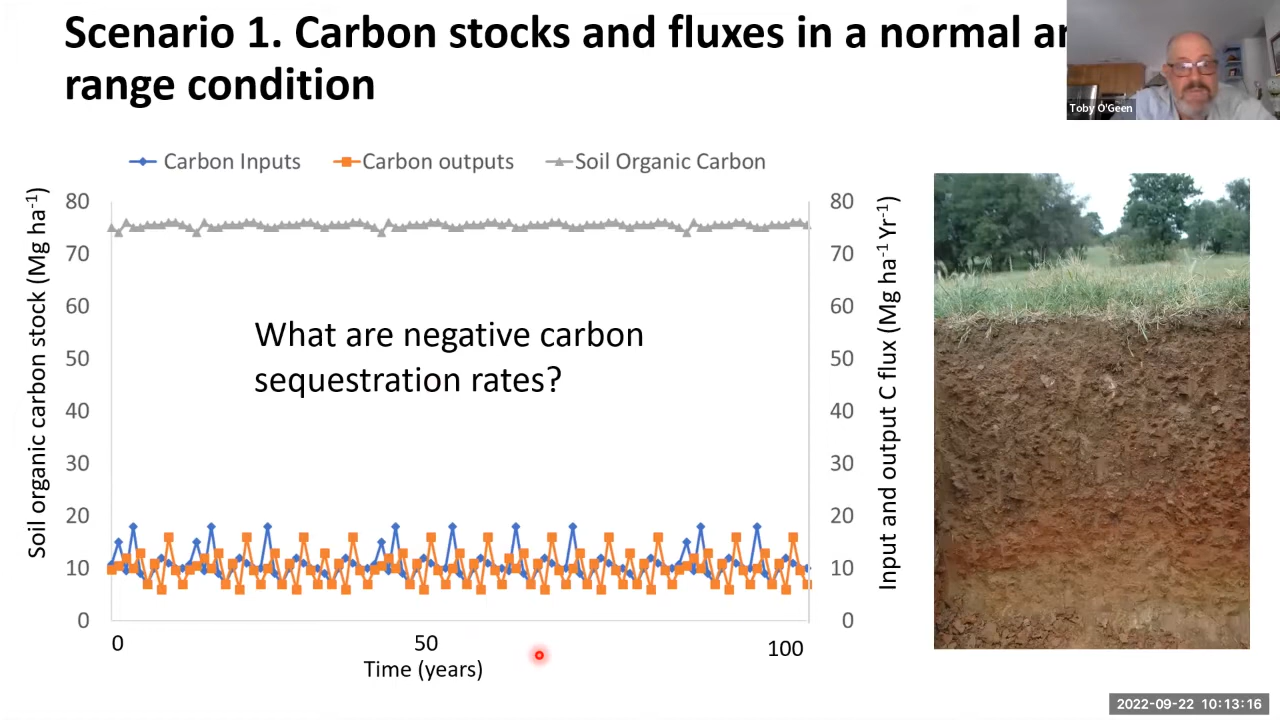 Scenario 1. Carbon stocks and fluxes in a normal
range condition
Toby O'Geen
Carbon Inputs
Carbon outputs
Soil Organic Carbon
Soil organic carbon stock (Mg ha⁻¹)
80
70
60
50
40
30
20
10
0
What are negative carbon
sequestration rates?
80
70
60
50
40
30
20
10
0
Input and output C flux (Mg ha⁻¹ Yr⁻¹)
0
50
100
Time (years)
2022-09-22 10:13:16